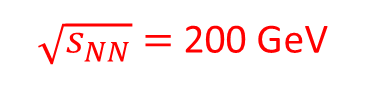 √s_NN = 200 GeV